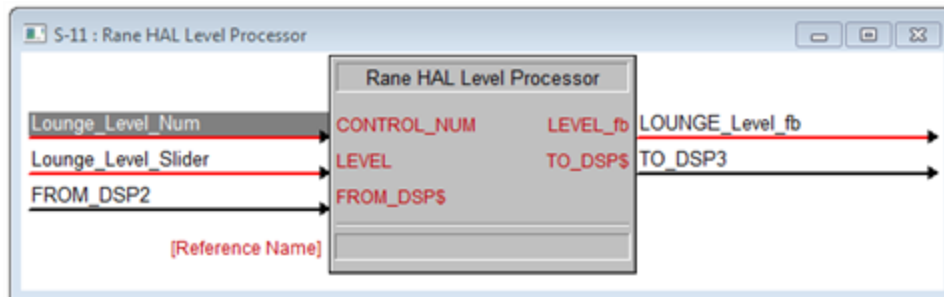 S-11 : Rane HAL Level Processor
Rane HAL Level Processor
Lounge_Level_Num CONTROL_NUM LEVEL_fb LOUNGE_Level_fb
Lounge_Level_Slider LEVEL TO_DSP$ TO_DSP3
FROM_DSP2 FROM_DSP$
[Reference Name]